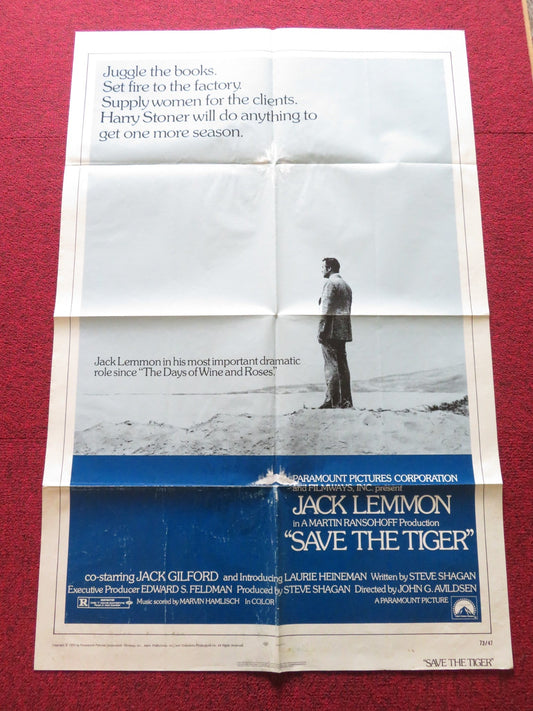 Juggle the books.
Set fire to the factory.
Supply women for the clients.
Harry Stoner will do anything to
get one more season.
Jack Lemmon in his most important dramatic
role since "The Days of Wine and Roses."
PARAMOUNT PICTURES CORPORATION
and FILMWAYS, INC. present
JACK LEMMON
in A MARTIN RANSOHOFF Production
"SAVE THE TIGER"
co-starring JACK GILFORD and Introducing LAURIE HEINEMAN Written by STEVE SHAGAN
Executive Producer EDWARD S. FELDMAN Produced by STEVE SHAGAN Directed by JOHN G. AVILDSEN
R RESTRICTED Music scored by MARVIN HAMLISCH in COLOR A PARAMOUNT PICTURE
Paramount
73/47
"SAVE THE TIGER"